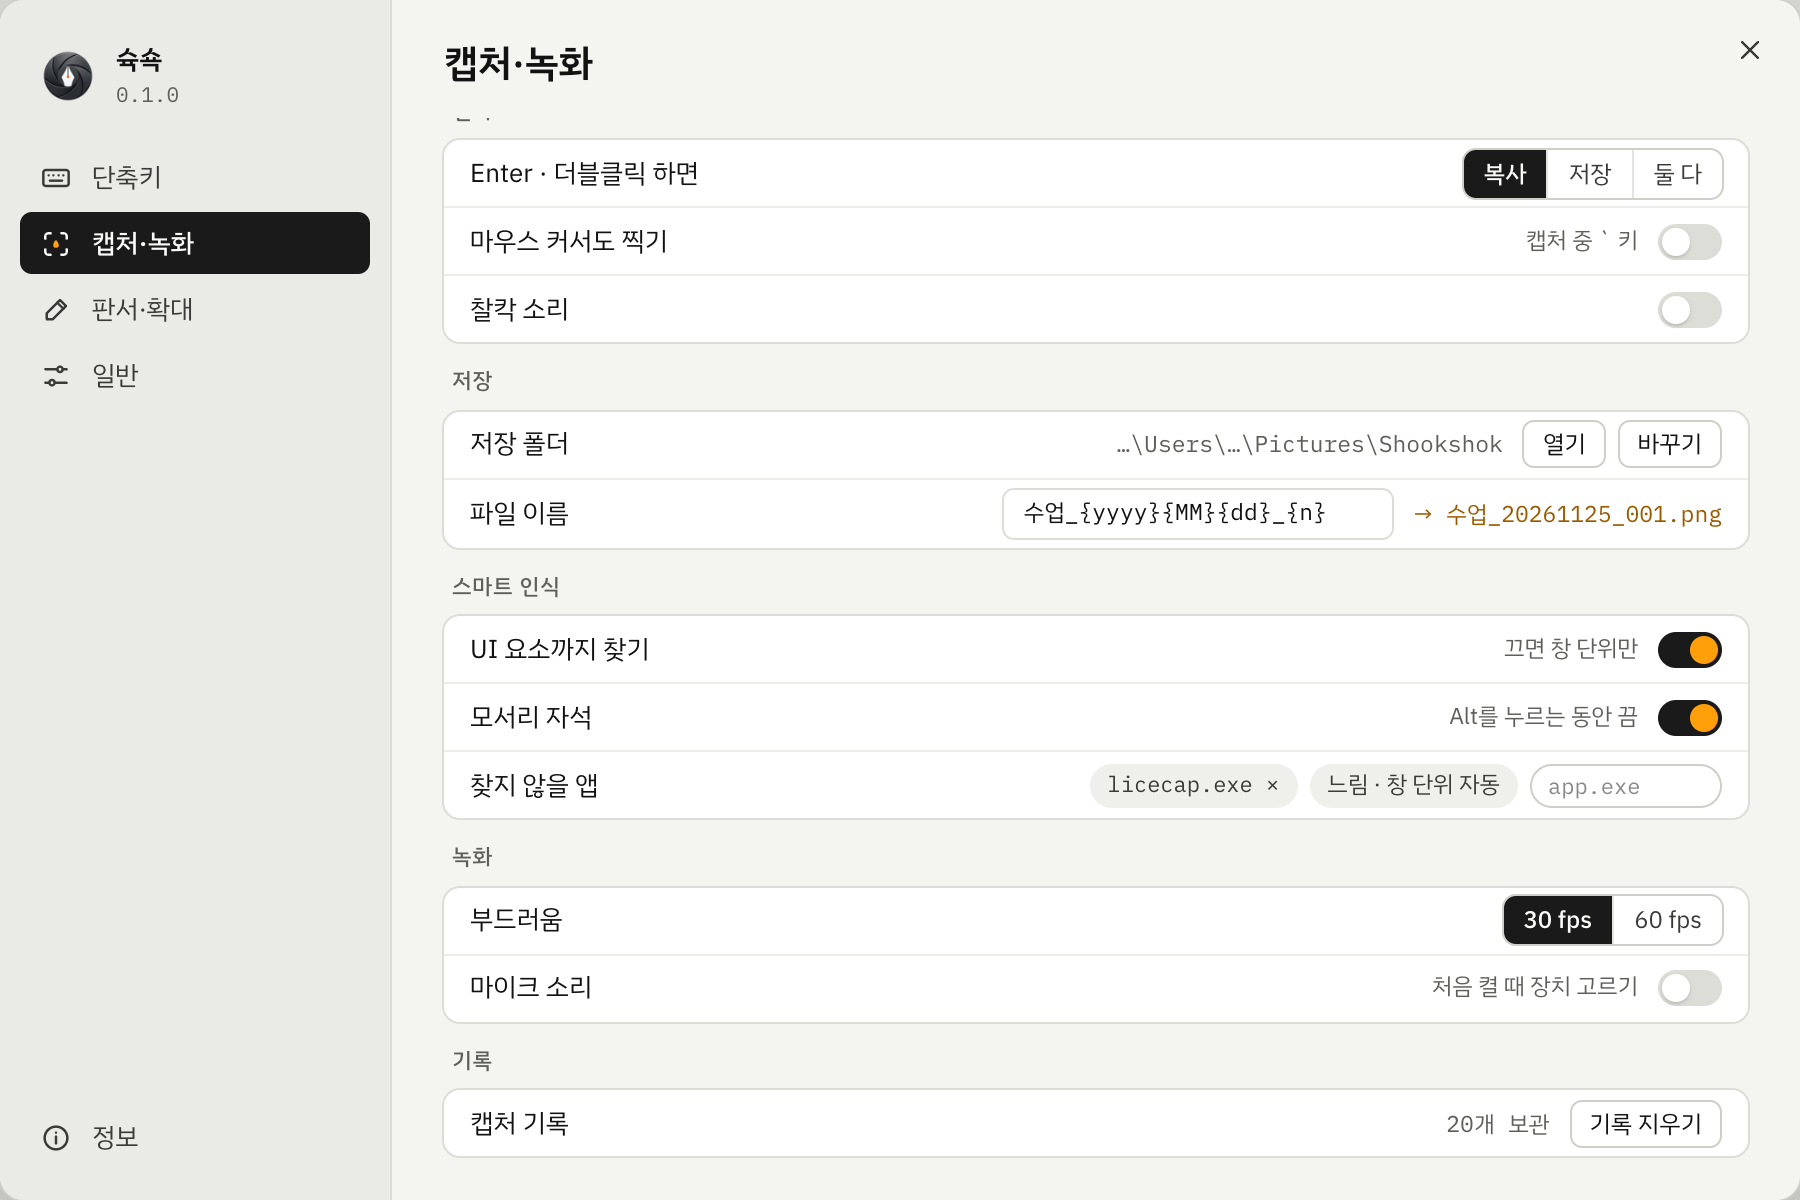 슉숏
0.1.0
단축키
캡처·녹화
판서·확대
일반
정보
캡처·녹화
Enter · 더블클릭 하면 복사 저장 둘 다
마우스 커서도 찍기 캡처 중 ` 키
찰칵 소리
저장
저장 폴더 …\Users\…\Pictures\Shookshok 열기 바꾸기
파일 이름 수업_{yyyy}{MM}{dd}_{n} → 수업_20261125_001.png
스마트 인식
UI 요소까지 찾기 끄면 창 단위만
모서리 자석 Alt를 누르는 동안 끔
찾지 않을 앱 licecap.exe × 느림 · 창 단위 자동 app.exe
녹화
부드러움 30 fps 60 fps
마이크 소리 처음 켤 때 장치 고르기
기록
캡처 기록 20개 보관 기록 지우기